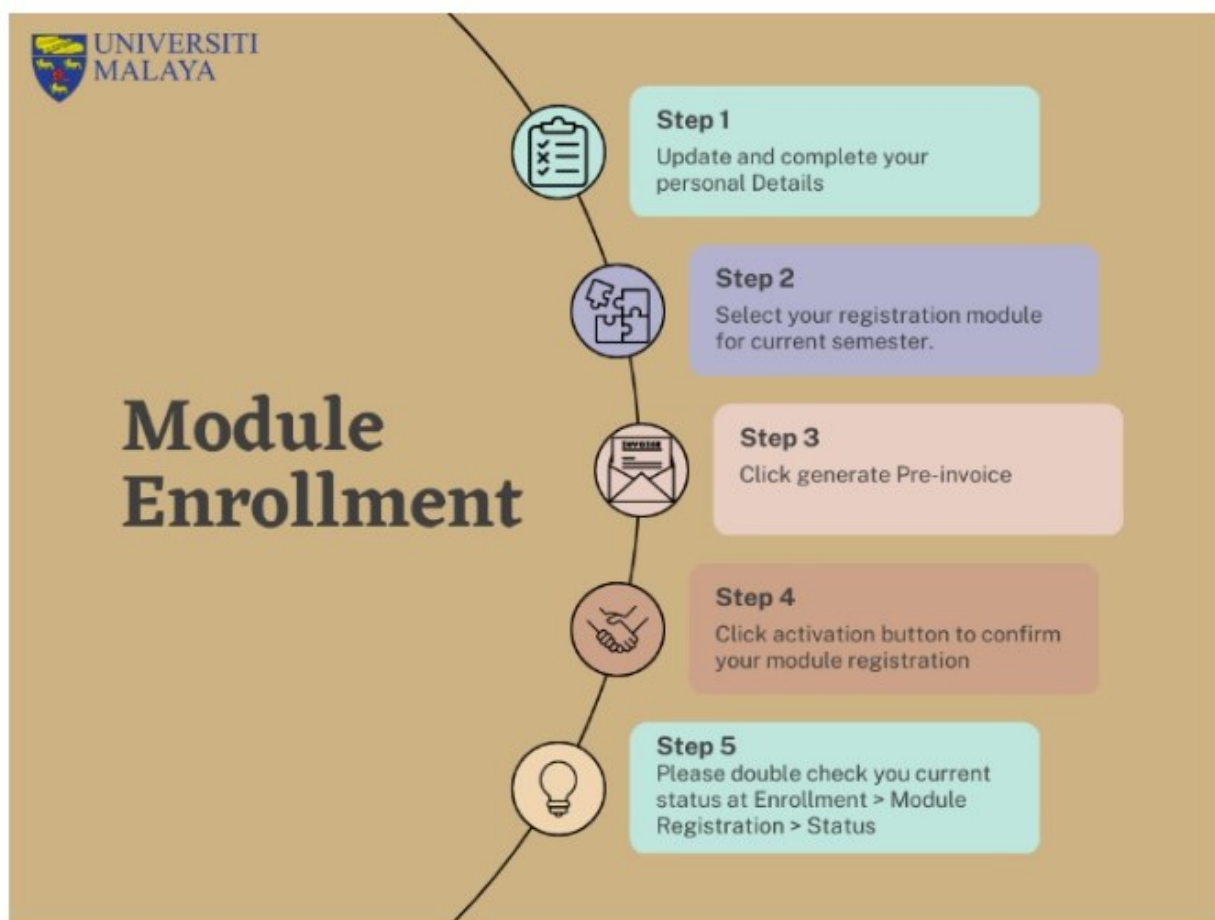 UNIVERSITI
MALAYA
Step 1
Update and complete your
personal Details
Step 2
Select your registration module
for current semester.
Module
Enrollment
Invoice
Step 3
Click generate Pre-invoice
Step 4
Click activation button to confirm
your module registration
Step 5
Please double check you current
status at Enrollment > Module
Registration > Status